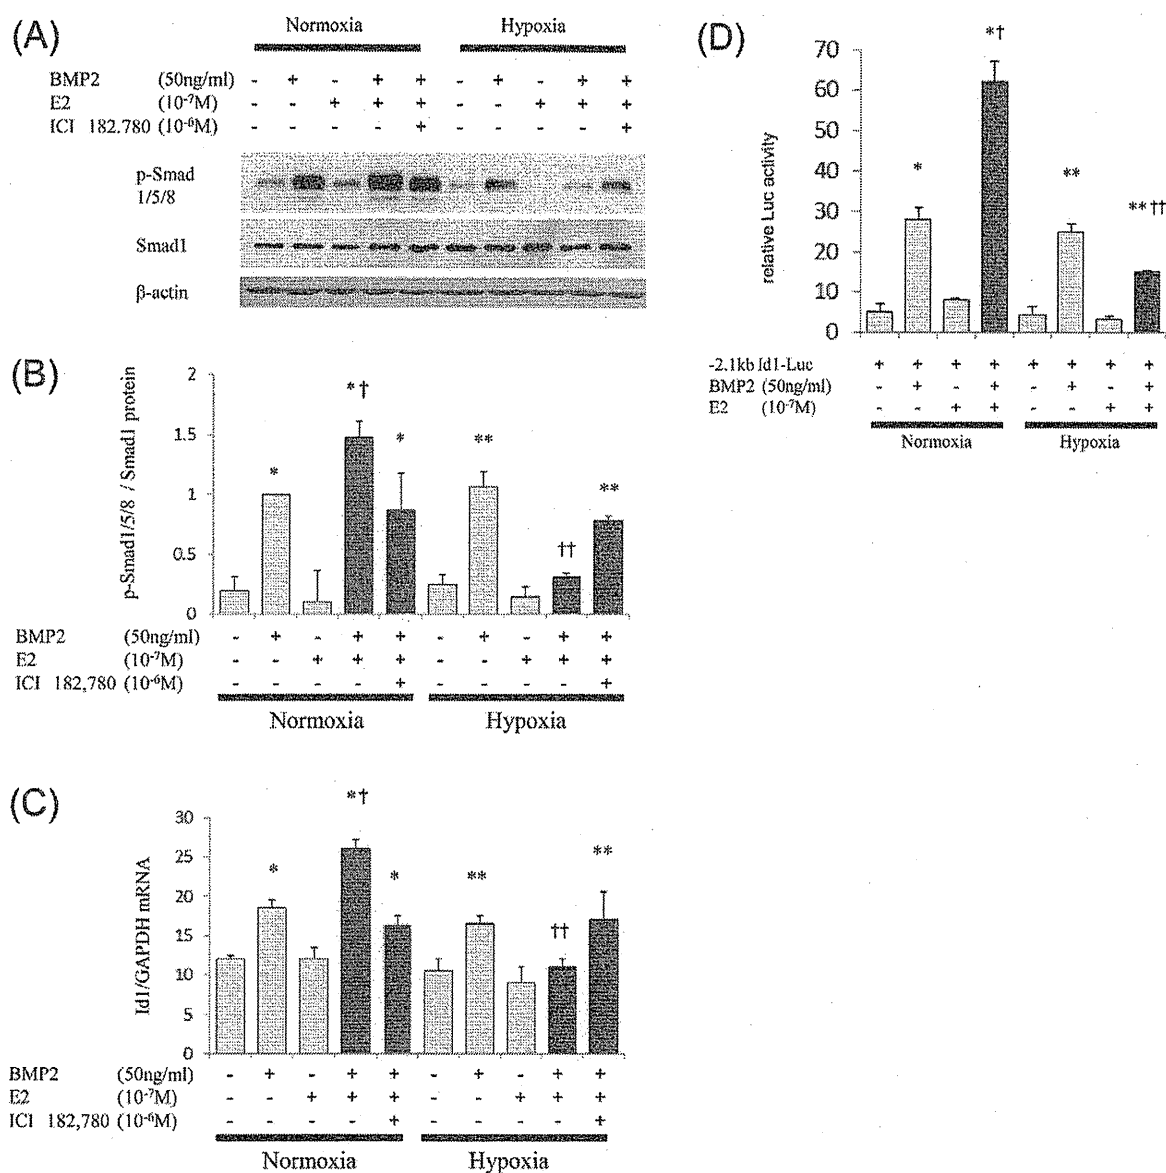 (A)
Normoxia Hypoxia
BMP2 (50ng/ml) - + - + + - + - + +
E2 (10-7M) - - + + + - - + + +
ICI 182.780 (10-6M) - - - - + - - - - +
p-Smad
1/5/8
Smad1
β-actin
(B)
p-Smad1/5/8 / Smad1 protein
2
1.5
1
0.5
0
* *† * ** †† **
BMP2 (50ng/ml) - + - + + - + - + +
E2 (10-7M) - - + + + - - + + +
ICI 182,780 (10-6M) - - - - + - - - - +
Normoxia Hypoxia
(C)
Id1/GAPDH mRNA
30
25
20
15
10
5
0
* *† * ** †† **
BMP2 (50ng/ml) - + - + + - + - + +
E2 (10-7M) - - + + + - - + + +
ICI 182,780 (10-6M) - - - - + - - - - +
Normoxia Hypoxia
(D)
relative Luc activity
70
60
50
40
30
20
10
0
* *† ** **††
-2.1kb Id1-Luc + + + + + + + +
BMP2 (50ng/ml) - + - + - + - +
E2 (10-7M) - - + + - - + +
Normoxia Hypoxia